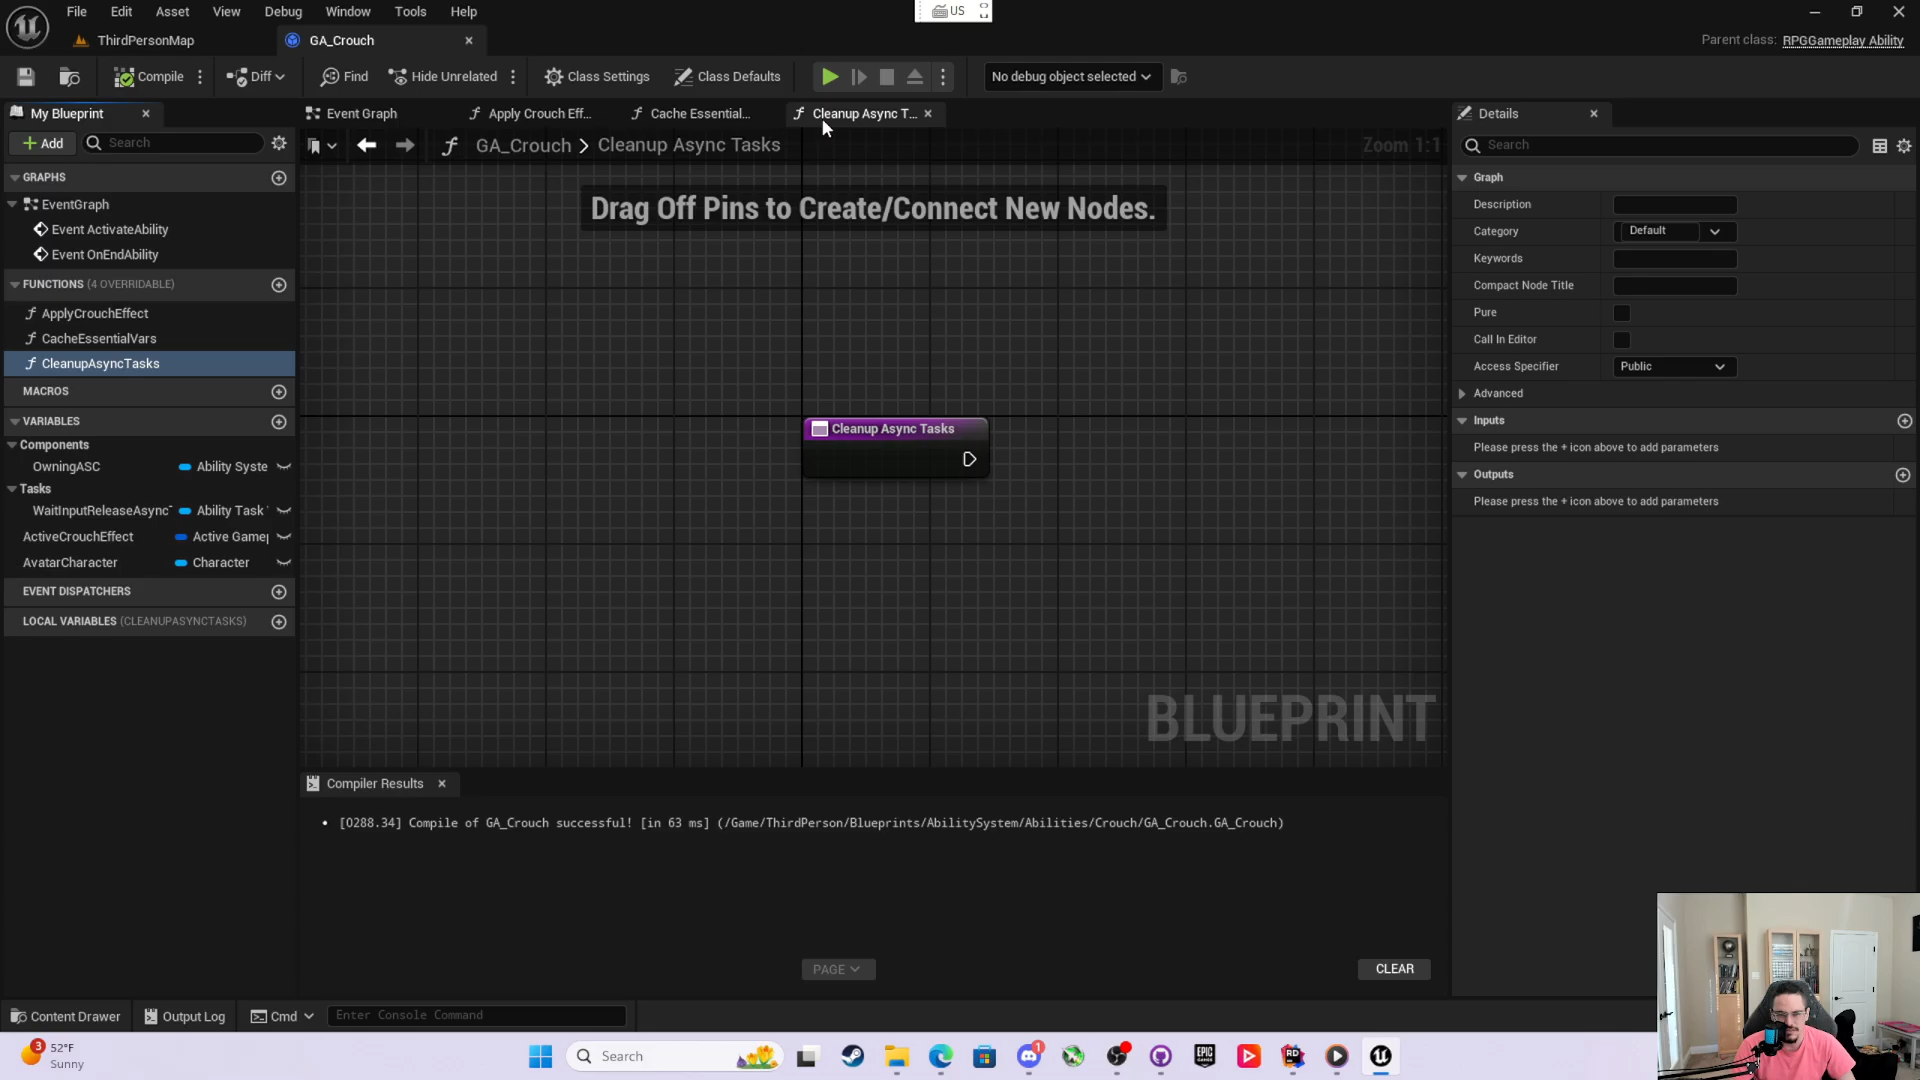 File Edit Asset View Debug Window Tools Help
US
ThirdPersonMap
GA_Crouch
Parent class: RPGGameplay Ability
Compile
Diff
Find
Hide Unrelated
Class Settings
Class Defaults
No debug object selected
My Blueprint
Event Graph
Apply Crouch Eff...
Cache Essential...
Cleanup Async T...
Details
Add
Search
GA_Crouch > Cleanup Async Tasks
Zoom 1:1
Search
GRAPHS
EventGraph
Event ActivateAbility
Event OnEndAbility
FUNCTIONS (4 OVERRIDABLE)
ApplyCrouchEffect
CacheEssentialVars
CleanupAsyncTasks
MACROS
VARIABLES
Components
OwningASC Ability Syste
Tasks
WaitInputReleaseAsync Ability Task
ActiveCrouchEffect Active Gamep
AvatarCharacter Character
EVENT DISPATCHERS
LOCAL VARIABLES (CLEANUPASYNCTASKS)
Drag Off Pins to Create/Connect New Nodes.
Cleanup Async Tasks
BLUEPRINT
Graph
Description
Category Default
Keywords
Compact Node Title
Pure
Call In Editor
Access Specifier Public
Advanced
Inputs
Please press the + icon above to add parameters
Outputs
Please press the + icon above to add parameters
Compiler Results
[0288.34] Compile of GA_Crouch successful! [in 63 ms] (/Game/ThirdPerson/Blueprints/AbilitySystem/Abilities/Crouch/GA_Crouch.GA_Crouch)
PAGE
CLEAR
Content Drawer
Output Log
Cmd
Enter Console Command
3
52°F
Sunny
Search
1
EPIC GAMES
RD